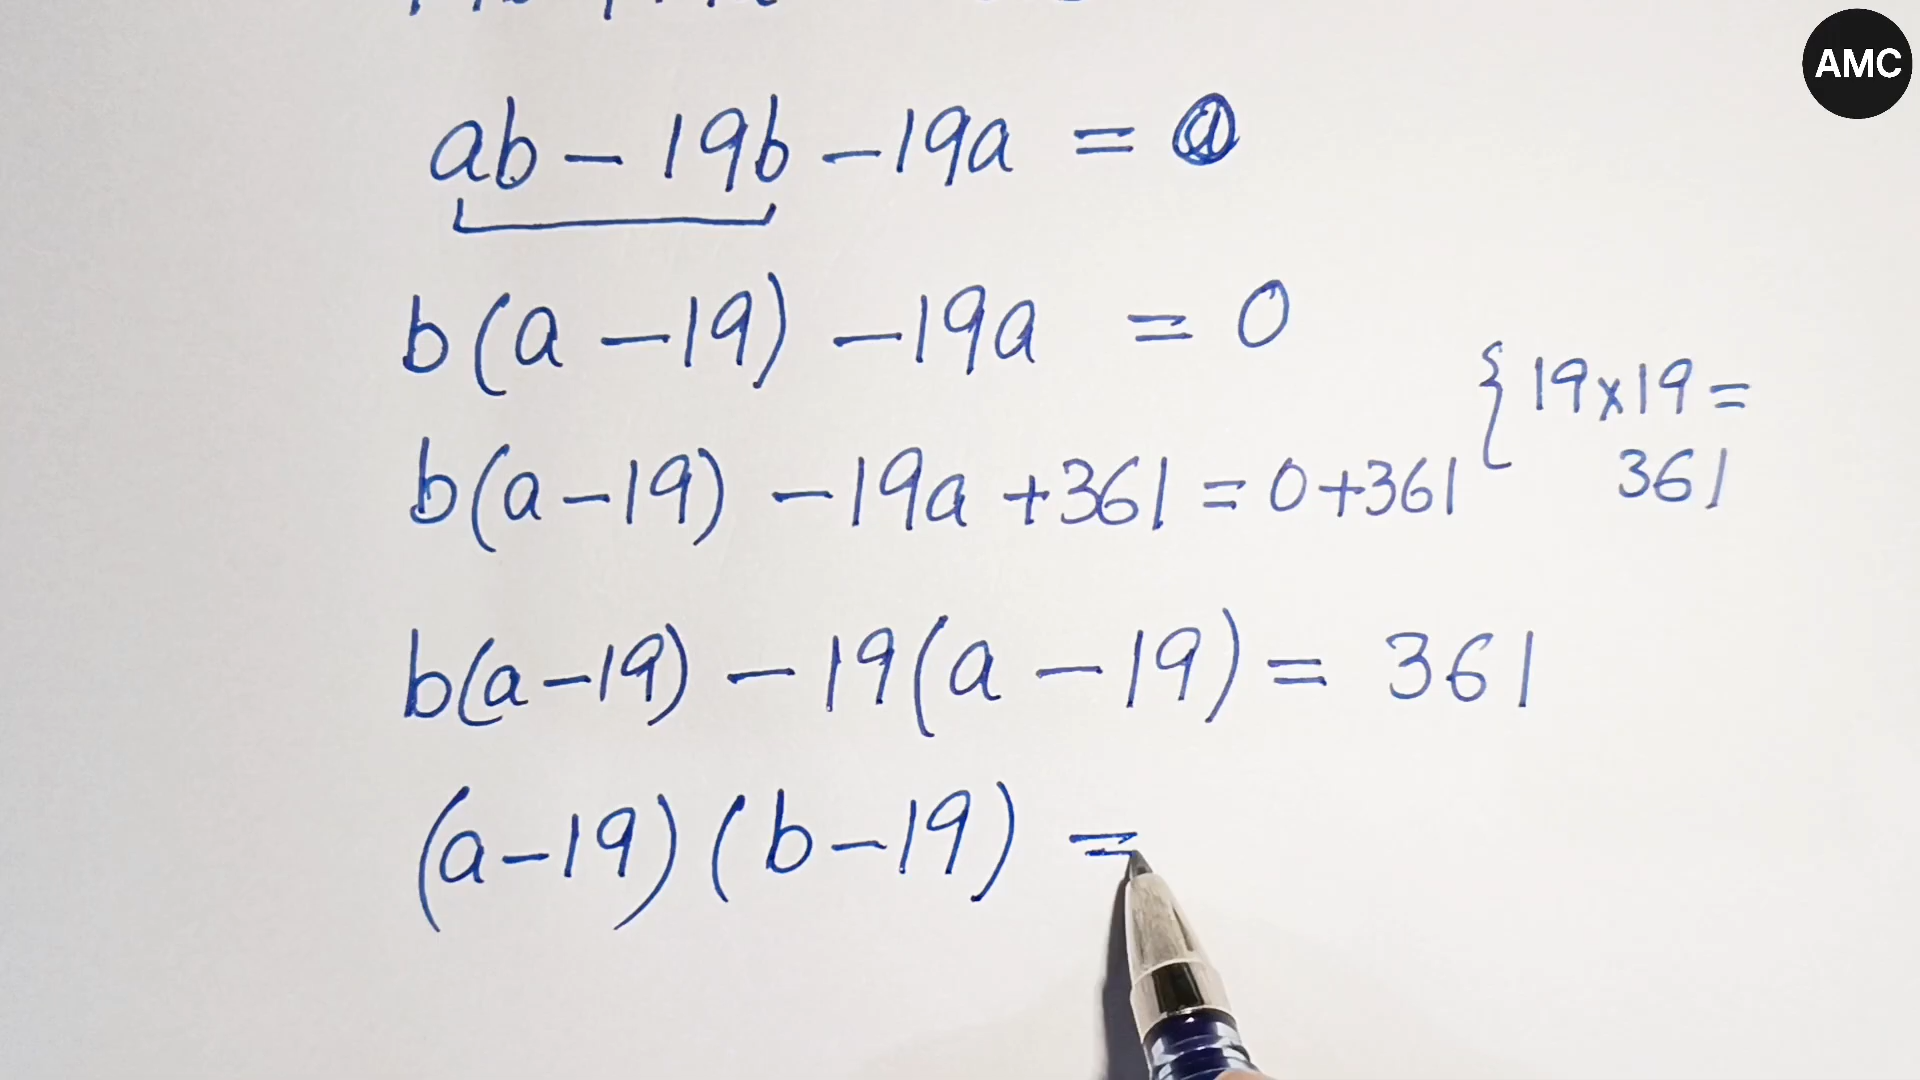 AMC
ab - 19b - 19a = 0
b(a - 19) - 19a = 0
b(a - 19) - 19a + 361 = 0 + 361
{ 19 × 19 =
361
b(a - 19) - 19(a - 19) = 361
(a - 19)(b - 19) =